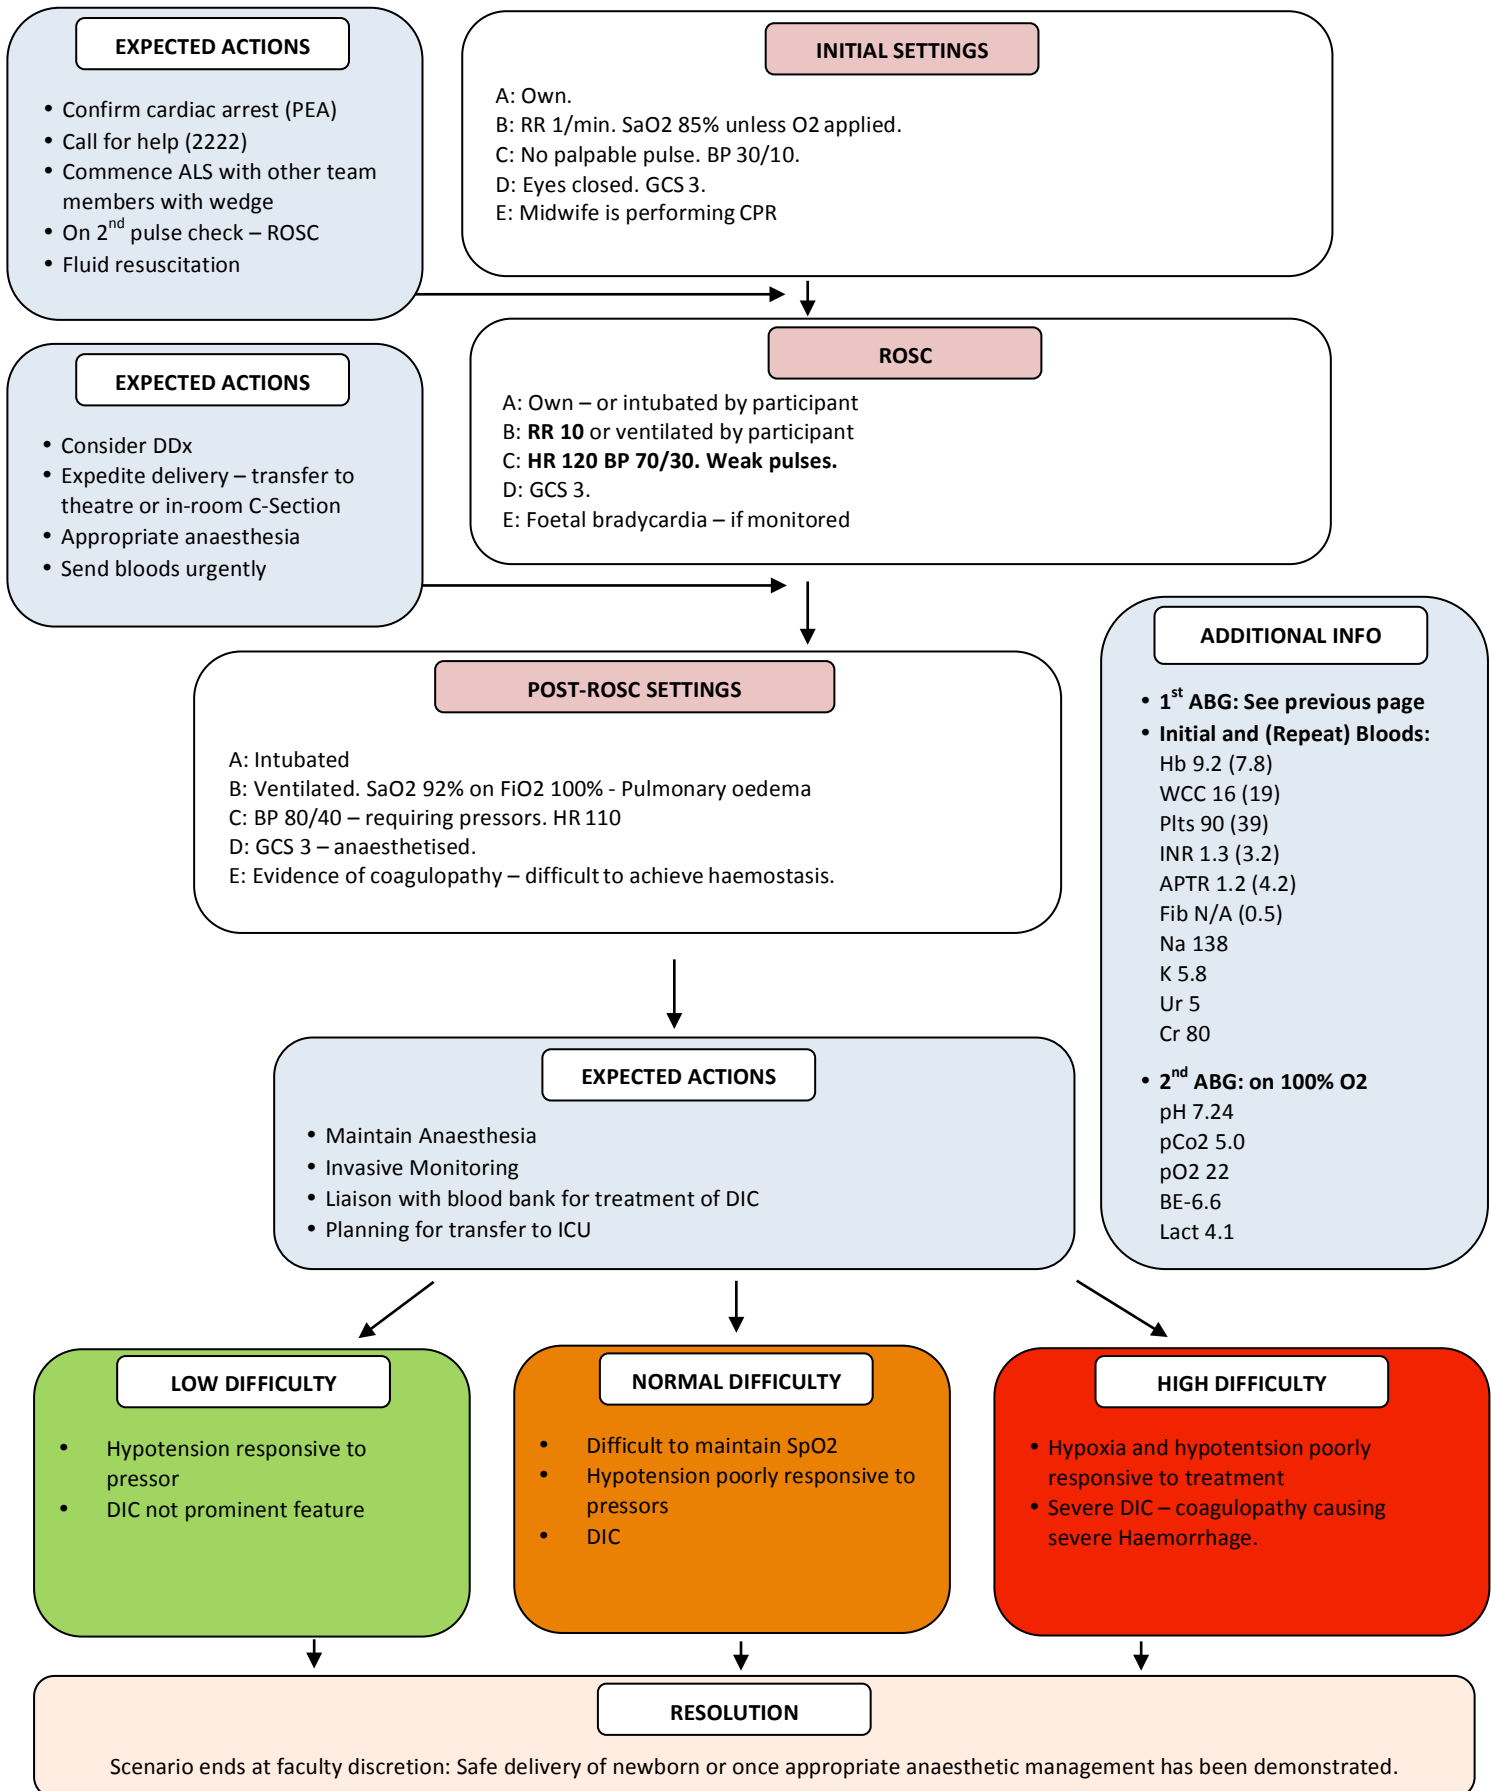 EXPECTED ACTIONS
• Confirm cardiac arrest (PEA)
• Call for help (2222)
• Commence ALS with other team
members with wedge
• On 2nd pulse check – ROSC
• Fluid resuscitation
INITIAL SETTINGS
A: Own.
B: RR 1/min. SaO2 85% unless O2 applied.
C: No palpable pulse. BP 30/10.
D: Eyes closed. GCS 3.
E: Midwife is performing CPR
EXPECTED ACTIONS
• Consider DDx
• Expedite delivery – transfer to
theatre or in-room C-Section
• Appropriate anaesthesia
• Send bloods urgently
ROSC
A: Own – or intubated by participant
B: RR 10 or ventilated by participant
C: HR 120 BP 70/30. Weak pulses.
D: GCS 3.
E: Foetal bradycardia – if monitored
POST-ROSC SETTINGS
A: Intubated
B: Ventilated. SaO2 92% on FiO2 100% - Pulmonary oedema
C: BP 80/40 – requiring pressors. HR 110
D: GCS 3 – anaesthetised.
E: Evidence of coagulopathy – difficult to achieve haemostasis.
ADDITIONAL INFO
• 1st ABG: See previous page
• Initial and (Repeat) Bloods:
Hb 9.2 (7.8)
WCC 16 (19)
Plts 90 (39)
INR 1.3 (3.2)
APTR 1.2 (4.2)
Fib N/A (0.5)
Na 138
K 5.8
Ur 5
Cr 80
• 2nd ABG: on 100% O2
pH 7.24
pCo2 5.0
pO2 22
BE-6.6
Lact 4.1
EXPECTED ACTIONS
• Maintain Anaesthesia
• Invasive Monitoring
• Liaison with blood bank for treatment of DIC
• Planning for transfer to ICU
LOW DIFFICULTY
• Hypotension responsive to
pressor
• DIC not prominent feature
NORMAL DIFFICULTY
• Difficult to maintain SpO2
• Hypotension poorly responsive to
pressors
• DIC
HIGH DIFFICULTY
• Hypoxia and hypotentsion poorly
responsive to treatment
• Severe DIC – coagulopathy causing
severe Haemorrhage.
RESOLUTION
Scenario ends at faculty discretion: Safe delivery of newborn or once appropriate anaesthetic management has been demonstrated.